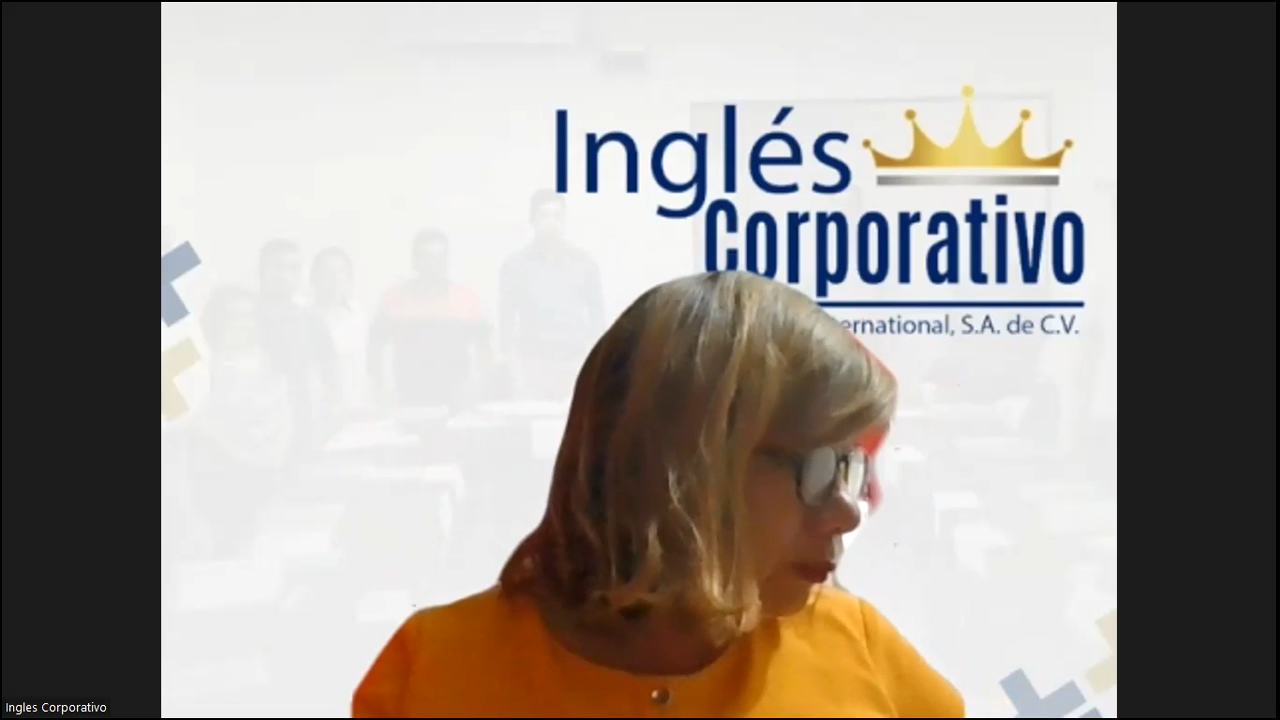 Inglés
Corporativo
ernational, S.A. de C.V.
Ingles Corporativo